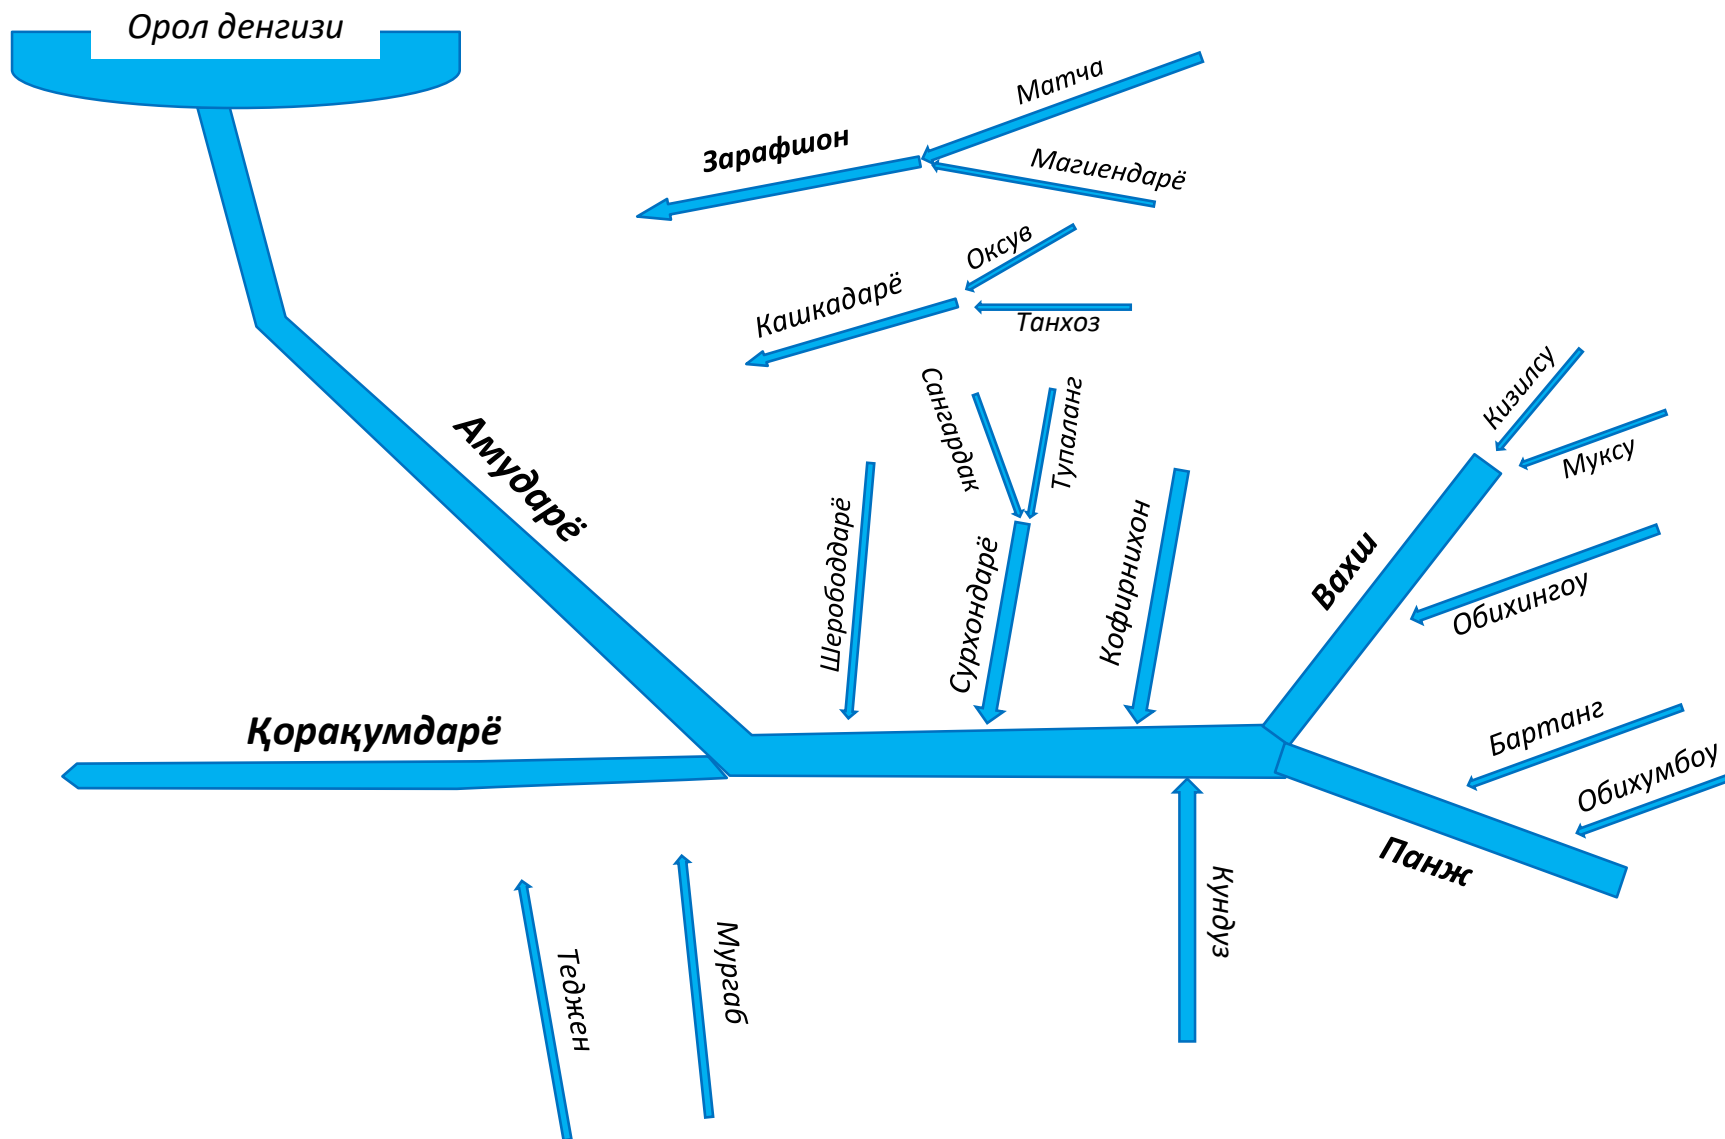 Орол денгизи
Матча
Зарафшон
Магиендарё
Оксув
Кашкадарё
Танхоз
Кизилсу
Муксу
Сангардак
Тупаланг
Амударё
Шерободдарё
Сурхондарё
Кофирнихон
Вахш
Обихингоу
Қорақумдарё
Бартанг
Обихумбоу
Панж
Кундуз
Мургаб
Теджен